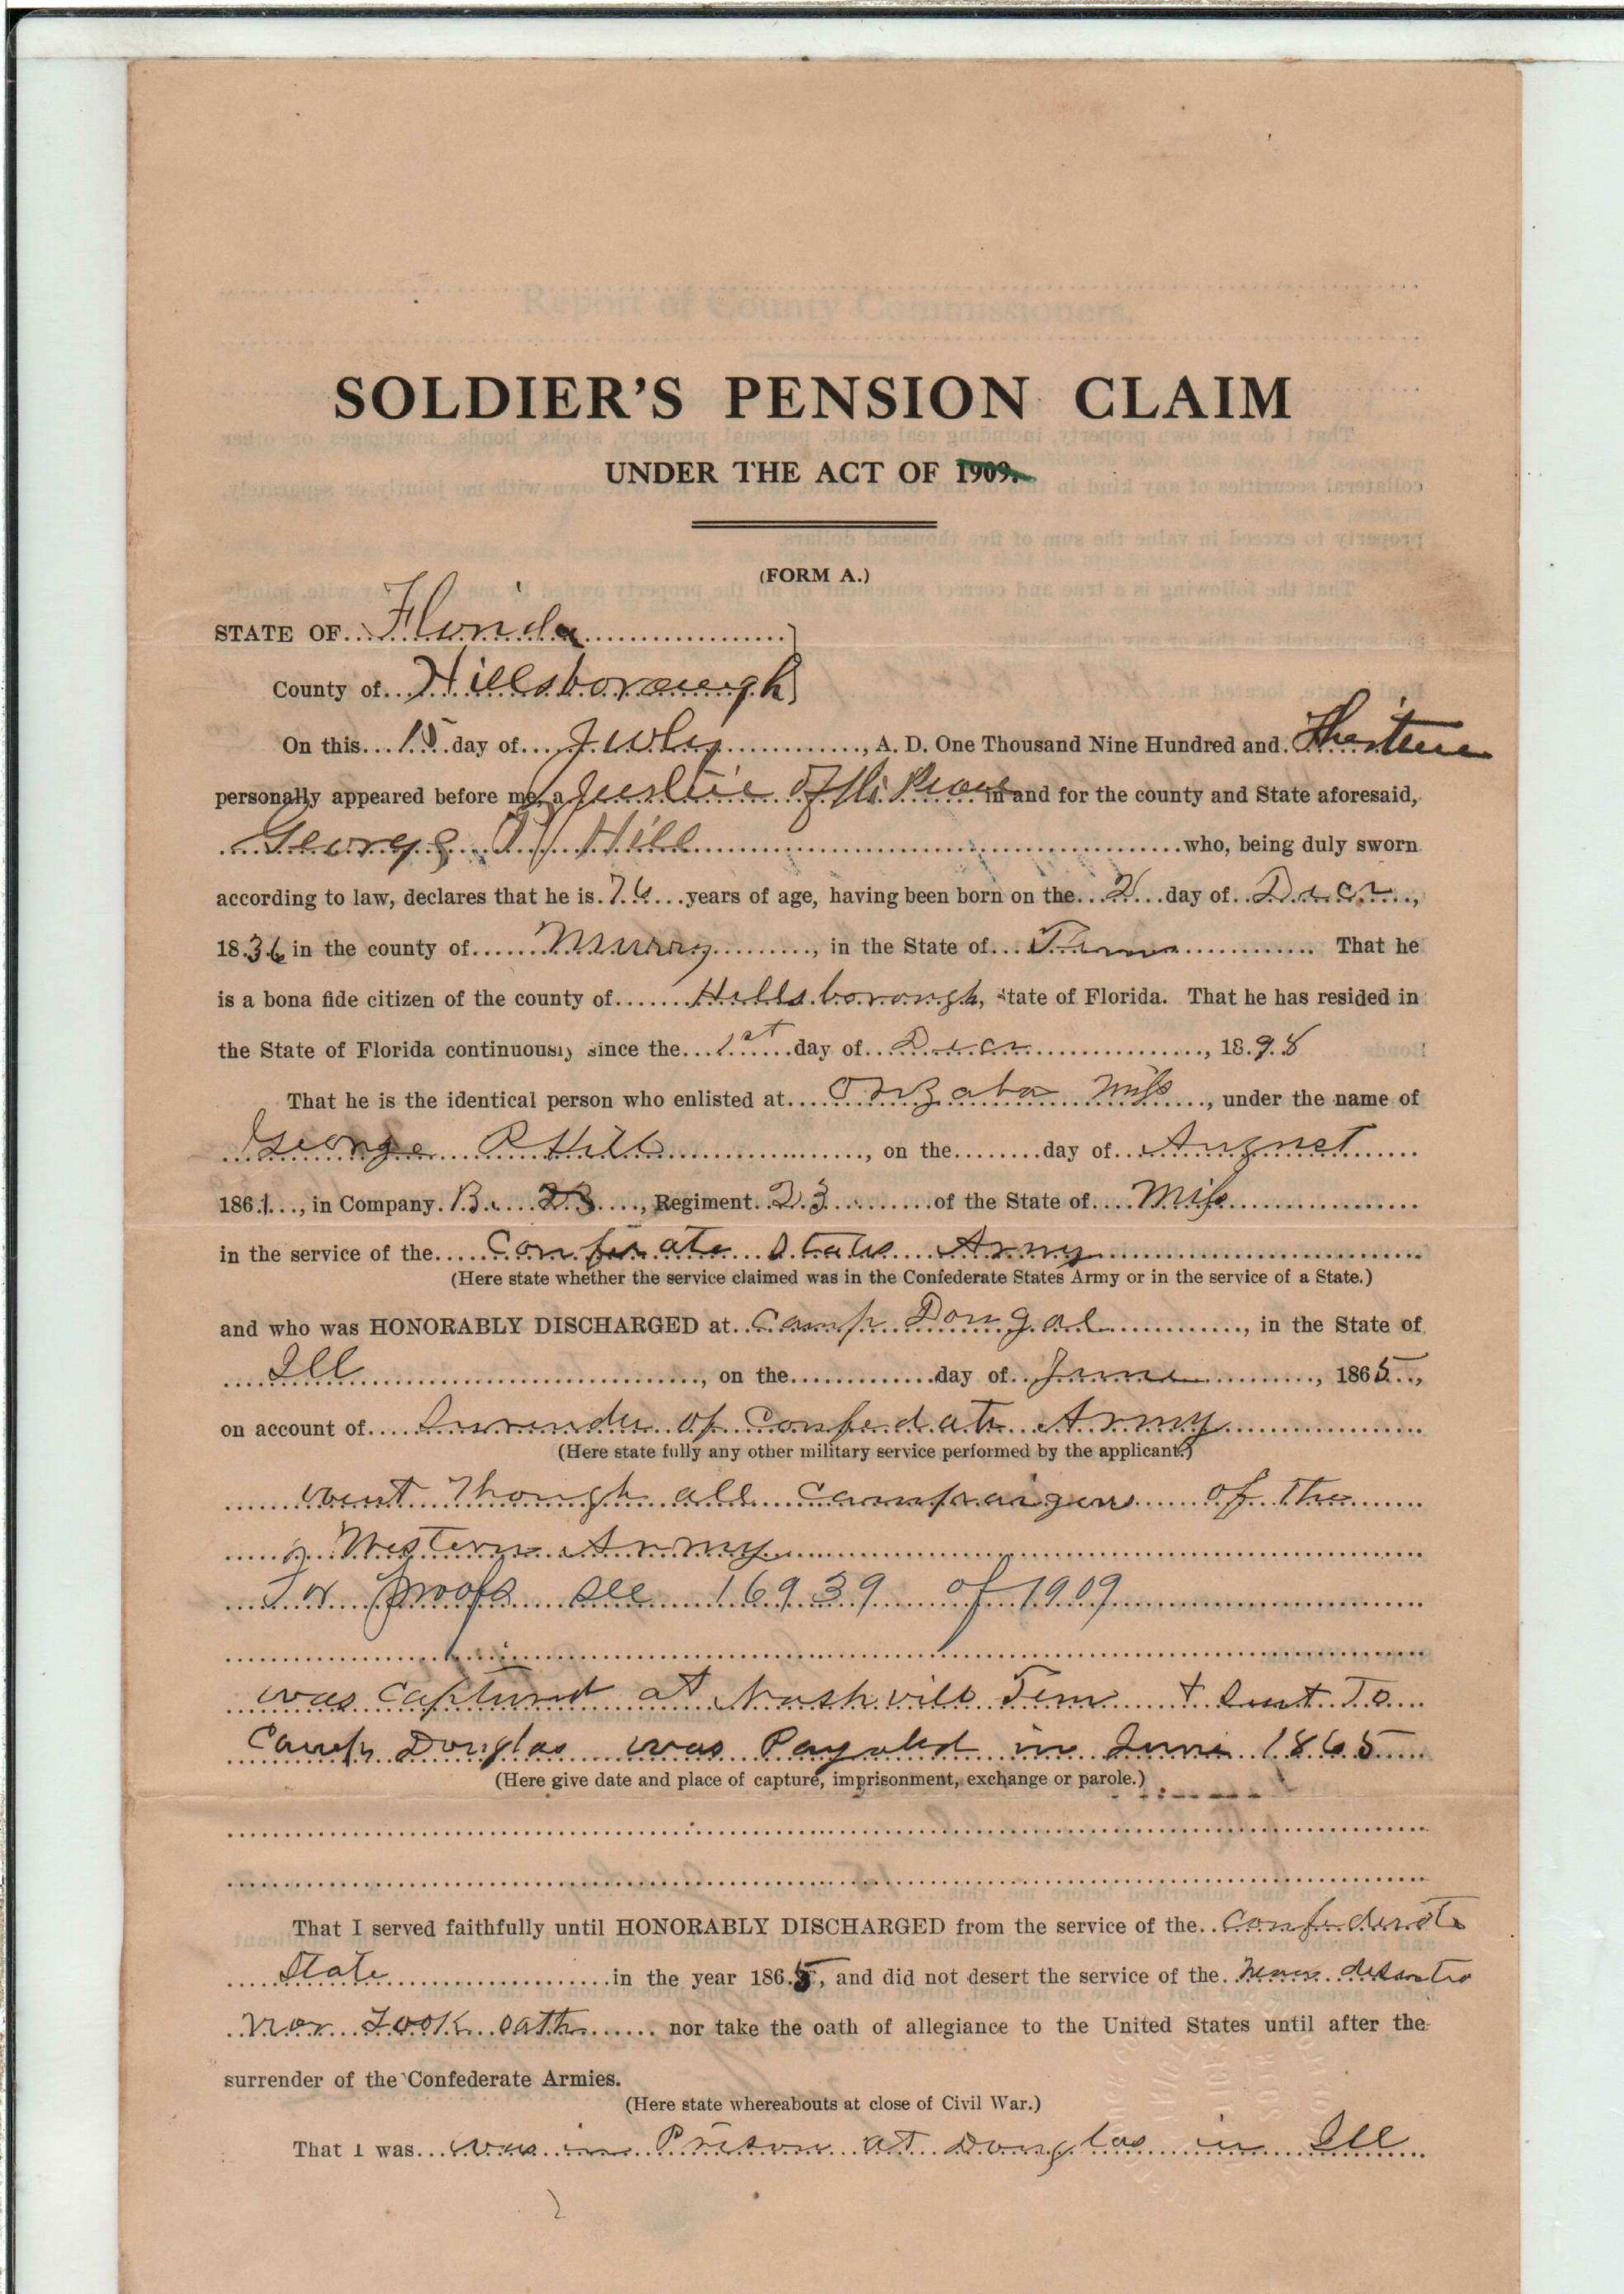 SOLDIER'S PENSION CLAIM
UNDER THE ACT OF 1909.
(FORM A.)
STATE OF Florida
County of Hillsborough
On this 15 day of July, A. D. One Thousand Nine Hundred and
personally appeared before me, a Justice of the Peace in and for the county and State aforesaid,
George Hill who, being duly sworn
according to law, declares that he is 76 years of age, having been born on the 2 day of Decr,
1836 in the county of Murry, in the State of Tenn That he
is a bona fide citizen of the county of Hillsborough, State of Florida. That he has resided in
the State of Florida continuously since the 1st day of Decr, 1898
That he is the identical person who enlisted at Orizaba Miss, under the name of
George P Hill, on the day of August
1861, in Company B. 23, Regiment 23 of the State of Miss
in the service of the States Army
(Here state whether the service claimed was in the Confederate States Army or in the service of a State.)
and who was HONORABLY DISCHARGED at Camp Dougal, in the State of
Ill, on the day of June, 1865,
on account of Surender of Confedate Army
(Here state fully any other military service performed by the applicant.)
went Though all campaigns of the
Western Army
For proofs see 16939 of 1909
was captured at Nashvill Tenn & sent To
Camp Douglas was in June 1865
(Here give date and place of capture, imprisonment, exchange or parole.)
That I served faithfully until HONORABLY DISCHARGED from the service of the Confederate
State in the year 1865, and did not desert the service of the never
nor Took oath nor take the oath of allegiance to the United States until after the
surrender of the Confederate Armies.
(Here state whereabouts at close of Civil War.)
That I was was in Prison at Douglas in Ill